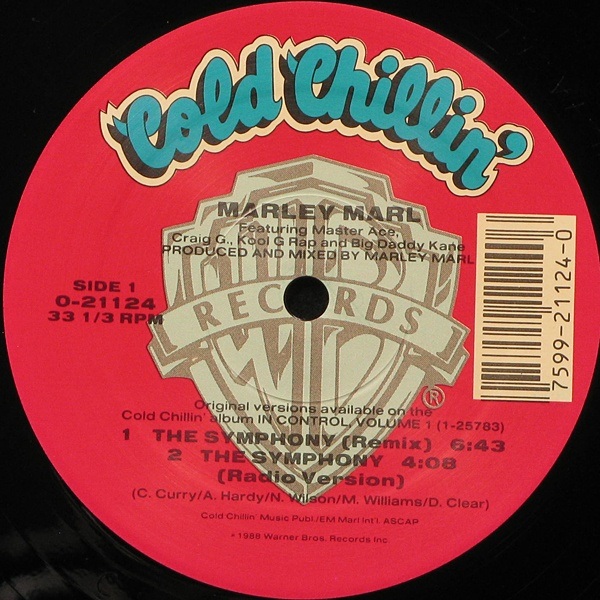 Cold Chillin'
MARLEY MARL
Featuring Master Ace,
Craig G., Kool G Rap and Big Daddy Kane
PRODUCED AND MIXED BY MARLEY MARL
SIDE 1
0-21124
33 1/3 RPM
RECORDS
7599-21124-0
®
Original versions available on the
Cold Chillin' album IN CONTROL, VOLUME 1 (1-25783)
1 THE SYMPHONY (Remix) 6:43
2 THE SYMPHONY 4:08
(Radio Version)
(C. Curry/A. Hardy/N. Wilson/M. Williams/D. Clear)
Cold Chillin' Music Publ./EM Marl Int'l. ASCAP
* 1988 Warner Bros. Records Inc.